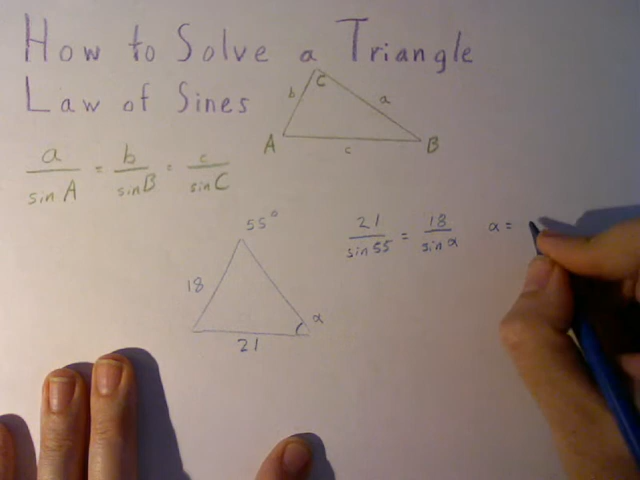 How to Solve a Triangle
Law of Sines
C
b
a
A
B
c
a/sin A = b/sin B = c/sin C
55°
18
α
21
21/sin 55 = 18/sin α
α =